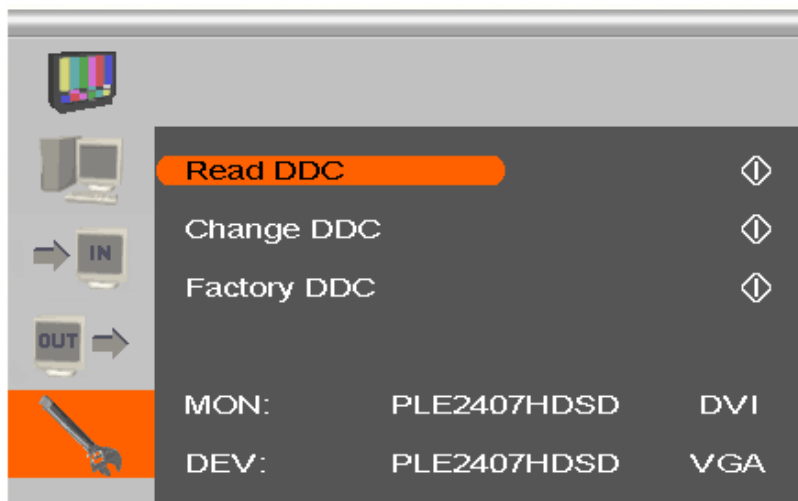 Read DDC
Change DDC
IN
Factory DDC
OUT
MON: PLE2407HDSD DVI
DEV: PLE2407HDSD VGA